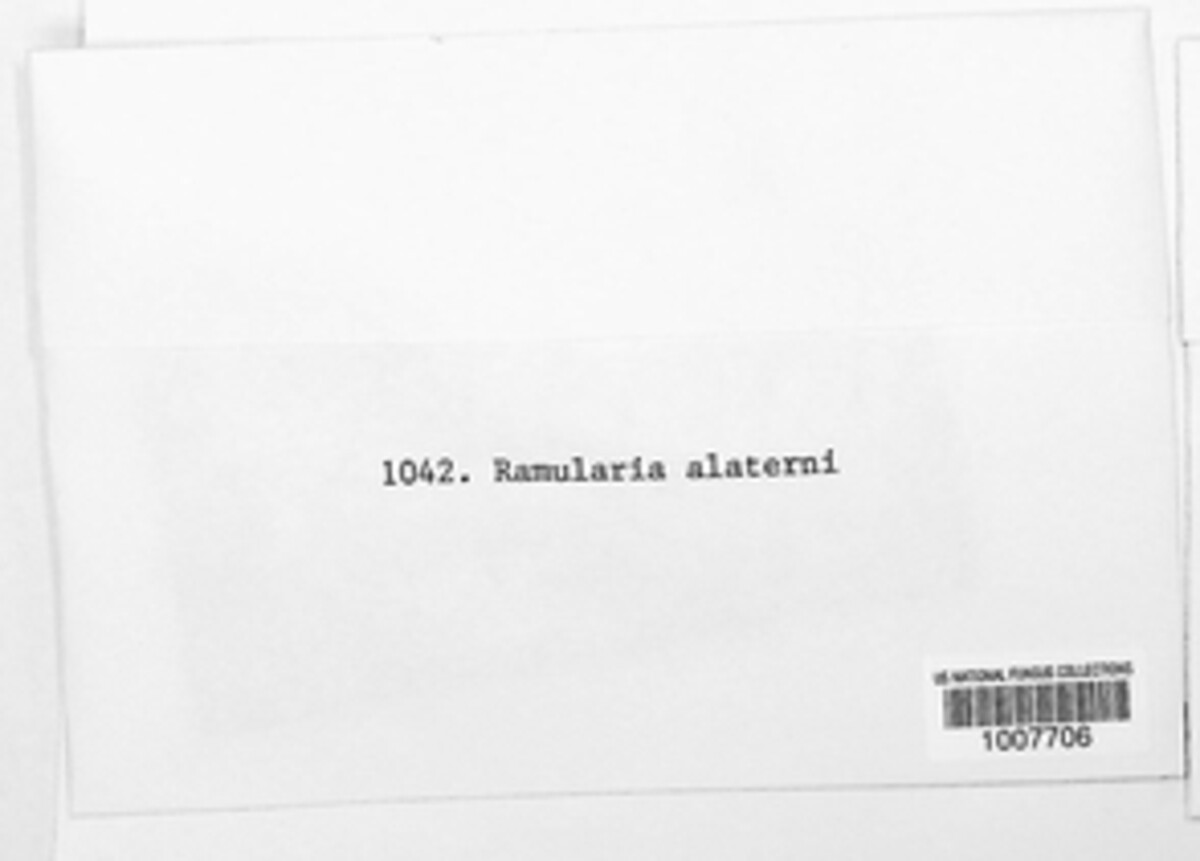 1042. Ramularia alaterni
US NATIONAL FUNGUS COLLECTIONS
1007706